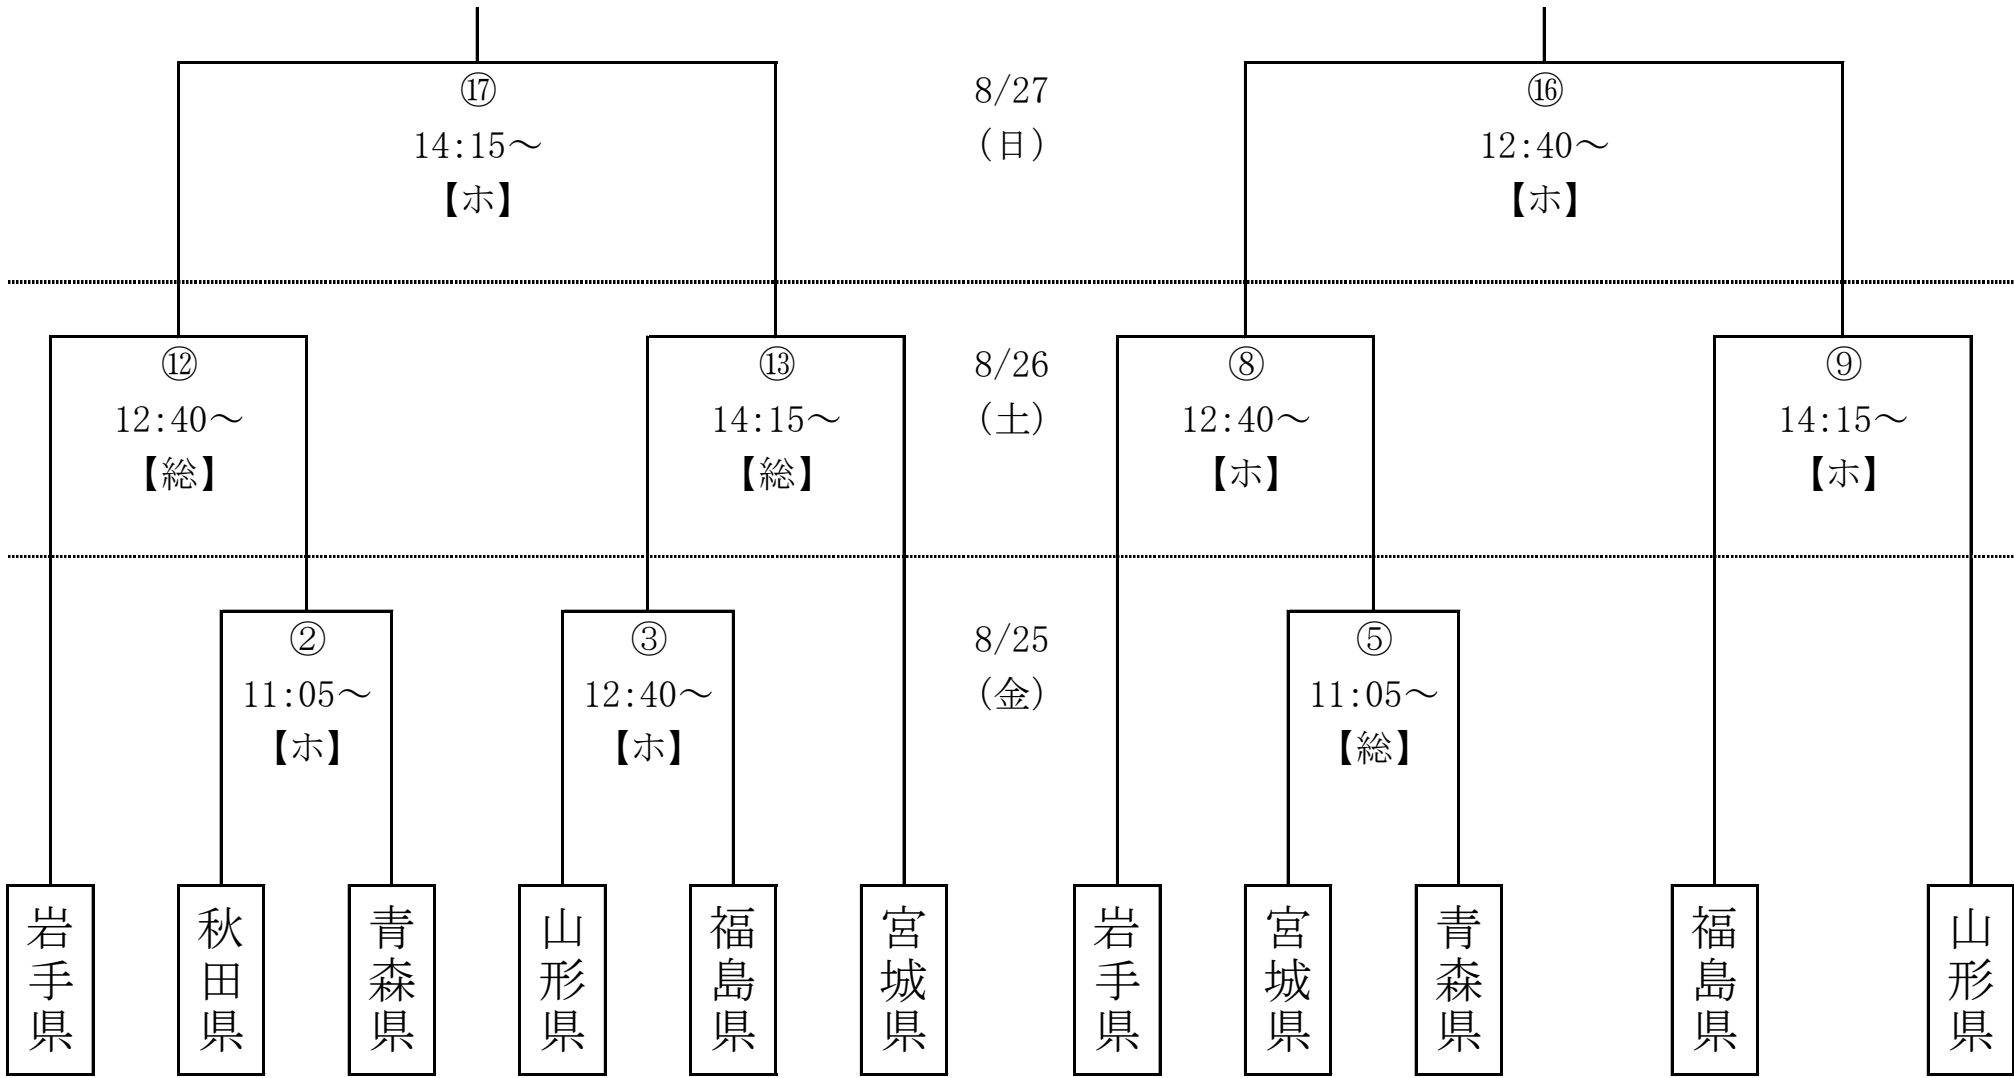 ⑰
14:15～
【ホ】
8/27
(日)
⑯
12:40～
【ホ】
⑫
12:40～
【総】
⑬
14:15～
【総】
8/26
(土)
⑧
12:40～
【ホ】
⑨
14:15～
【ホ】
②
11:05～
【ホ】
③
12:40～
【ホ】
8/25
(金)
⑤
11:05～
【総】
岩手県
秋田県
青森県
山形県
福島県
宮城県
岩手県
宮城県
青森県
福島県
山形県